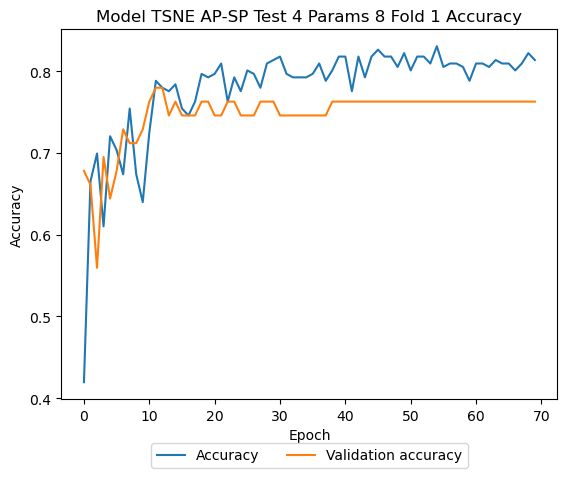 Model TSNE AP-SP Test 4 Params 8 Fold 1 Accuracy
0.8
0.7
0.6
0.5
0.4
Accuracy
0 10 20 30 40 50 60 70
Epoch
Accuracy Validation accuracy